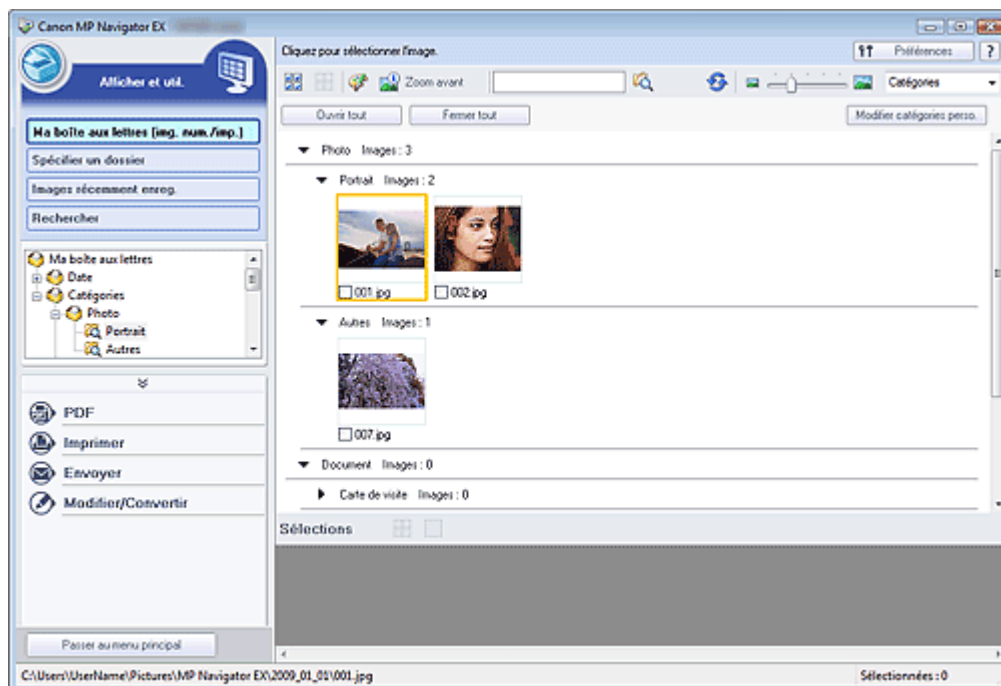 Canon MP Navigator EX
Afficher et util.
Ma boîte aux lettres [img. num./imp.]
Spécifier un dossier
Images récemment enreg.
Rechercher
Ma boîte aux lettres
Date
Catégories
Photo
Portrait
Autres
PDF
Imprimer
Envoyer
Modifier/Convertir
Passer au menu principal
Cliquez pour sélectionner l'image.
Préférences
?
Zoom avant
Catégories
Ouvrir tout
Fermer tout
Modifier catégories perso...
Photo Images : 3
Portrait Images : 2
001.jpg
002.jpg
Autres Images : 1
007.jpg
Document Images : 0
Carte de visite Images : 0
Sélections
C:\Users\UserName\Pictures\MP Navigator EX\2009_01_01\001.jpg
Sélectionnées : 0